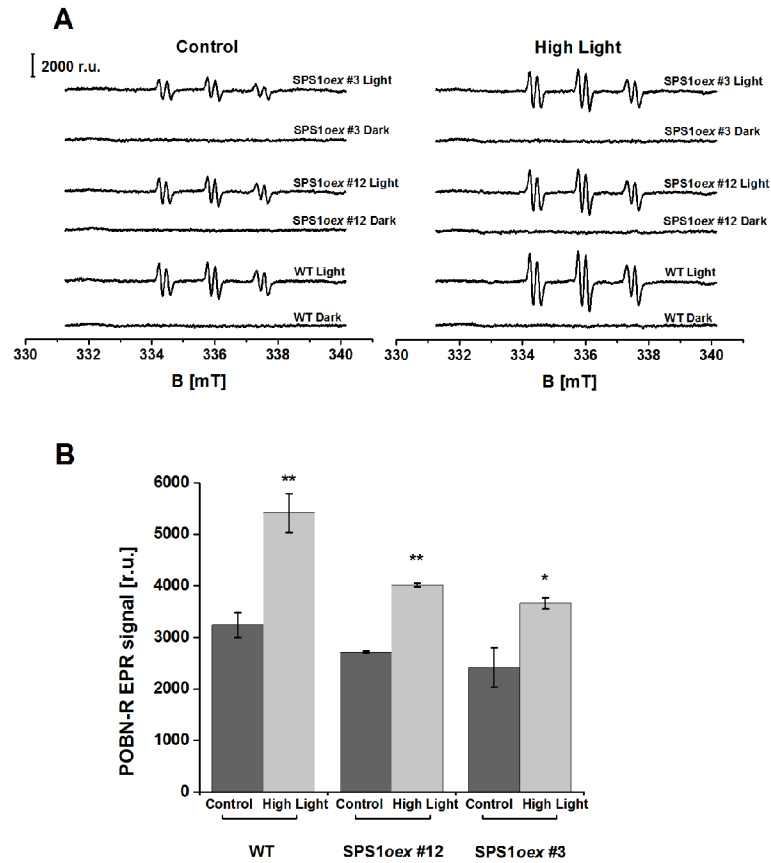 A
Control
High Light
2000 r.u.
SPS1oex #3 Light
SPS1oex #3 Dark
SPS1oex #12 Light
SPS1oex #12 Dark
WT Light
WT Dark
330 332 334 336 338 340
B [mT]
SPS1oex #3 Light
SPS1oex #3 Dark
SPS1oex #12 Light
SPS1oex #12 Dark
WT Light
WT Dark
330 332 334 336 338 340
B [mT]
B
POBN-R EPR signal [r.u.]
6000
5000
4000
3000
2000
1000
0
**
**
*
Control High Light Control High Light Control High Light
WT SPS1oex #12 SPS1oex #3